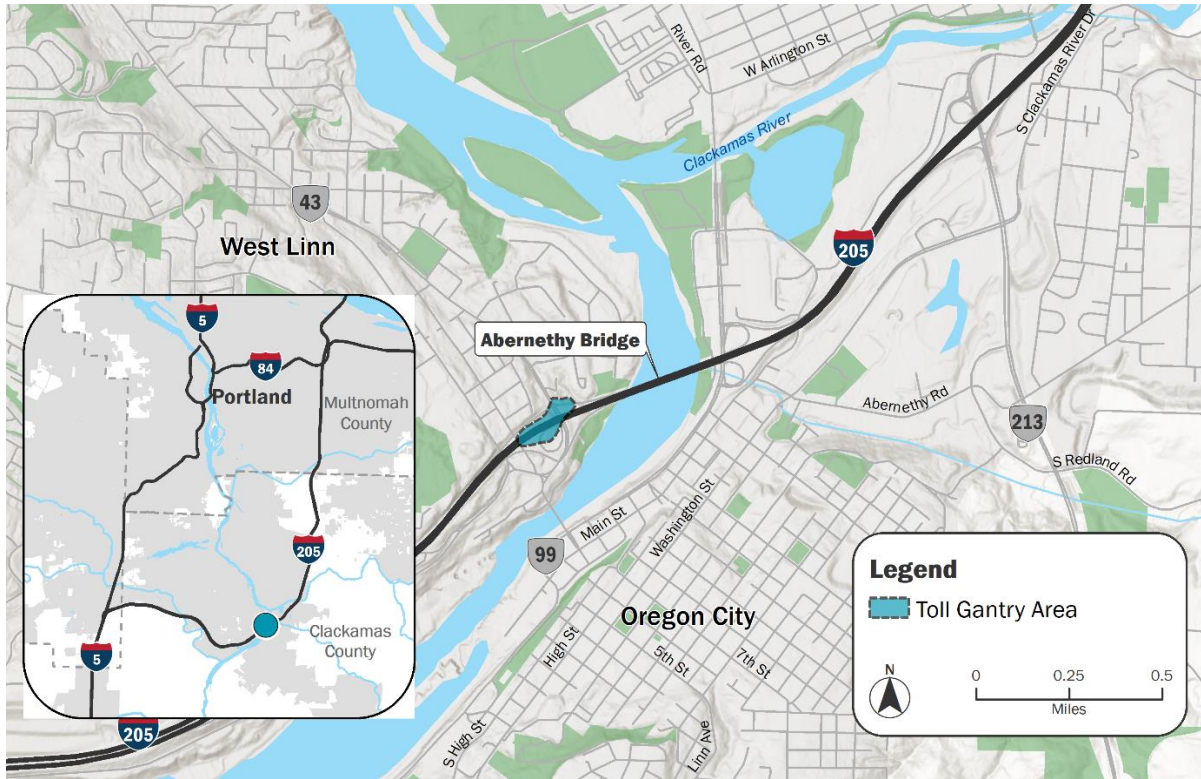 River Rd
W Arlington St
S Clackamas River Dr
Clackamas River
43
West Linn
205
Abernethy Bridge
Abernethy Rd
213
S Redland Rd
Main St
Washington St
99
Oregon City
High St
5th St
7th St
S High St
Linn Ave
205
5
84
Portland
Multnomah
County
205
Clackamas
County
5
Legend
Toll Gantry Area
N
0 0.25 0.5
Miles